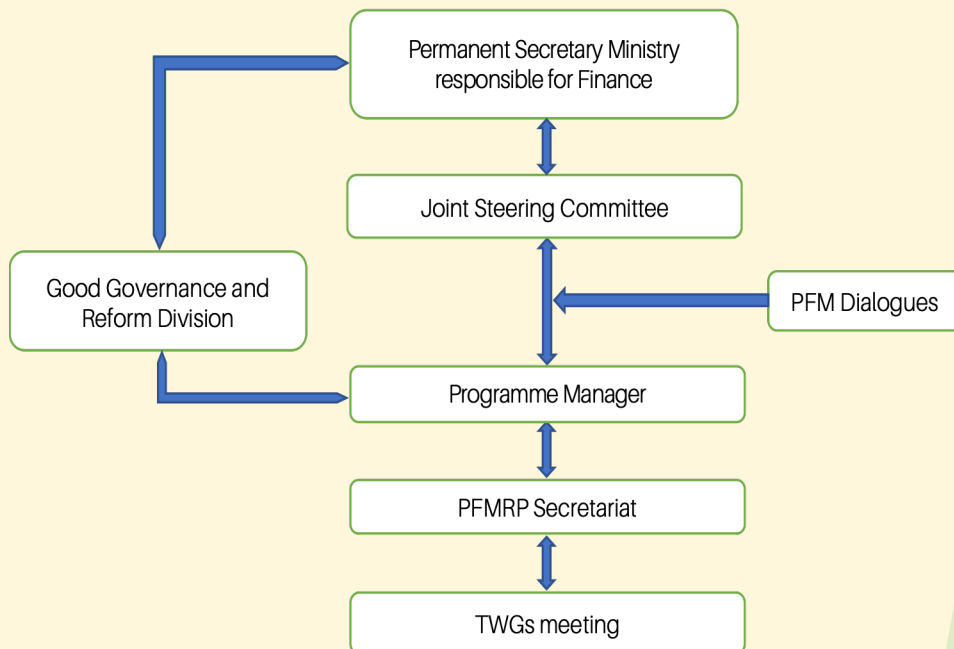 Permanent Secretary Ministry
responsible for Finance
Joint Steering Committee
Good Governance and
Reform Division
PFM Dialogues
Programme Manager
PFMRP Secretariat
TWGs meeting